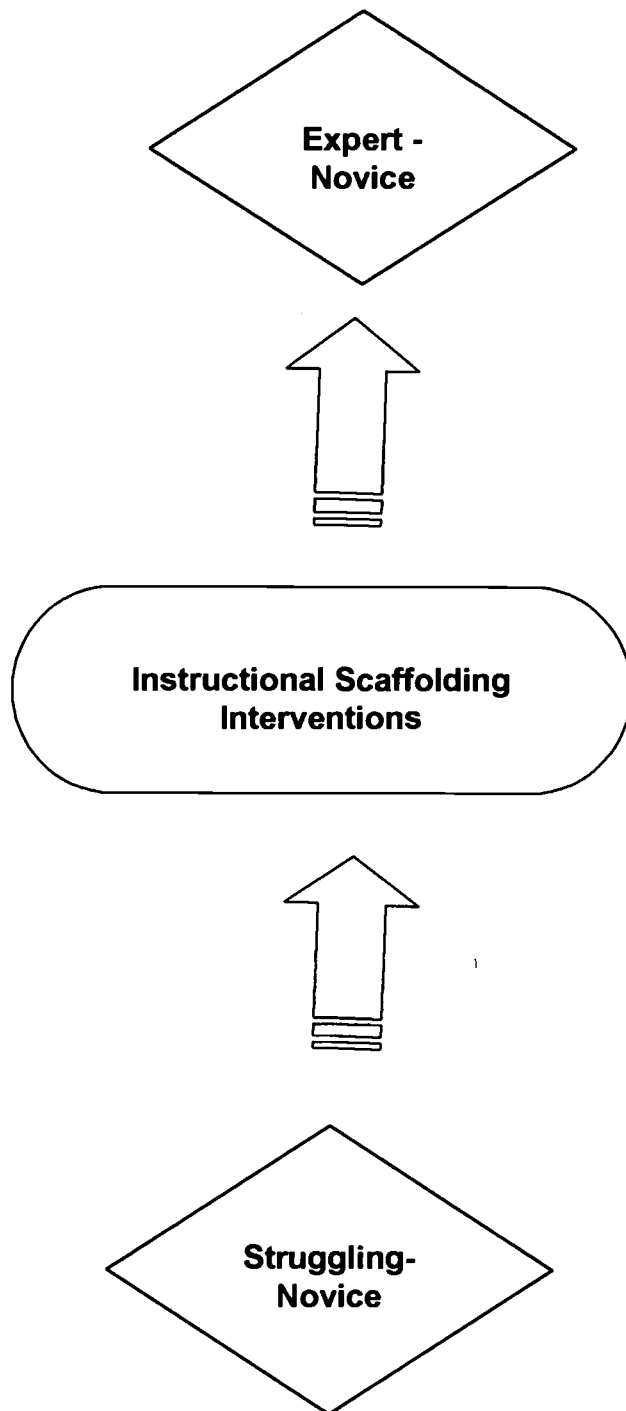 Expert -
Novice
Instructional Scaffolding
Interventions
Struggling-
Novice